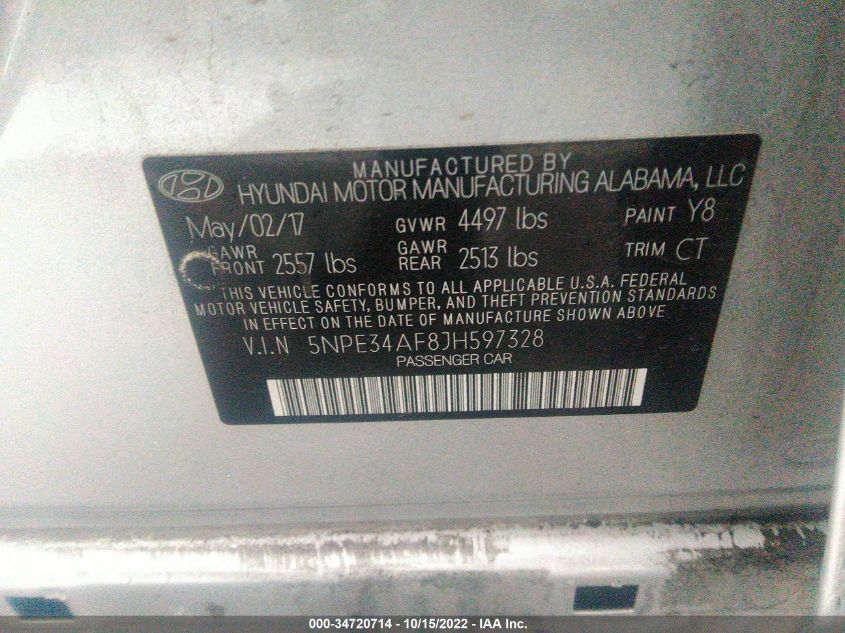 MANUFACTURED BY
HYUNDAI MOTOR MANUFACTURING ALABAMA, LLC
May/02/17 GVWR 4497 lbs PAINT Y8
GAWR FRONT 2557 lbs GAWR REAR 2513 lbs TRIM CT
THIS VEHICLE CONFORMS TO ALL APPLICABLE U.S.A. FEDERAL
MOTOR VEHICLE SAFETY, BUMPER, AND THEFT PREVENTION STANDARDS
IN EFFECT ON THE DATE OF MANUFACTURE SHOWN ABOVE
V.I.N 5NPE34AF8JH597328
PASSENGER CAR
000-34720714 - 10/15/2022 - IAA Inc.